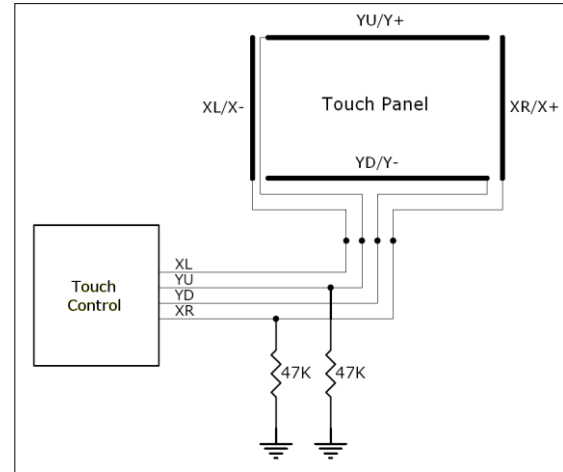 YU/Y+
XL/X-
Touch Panel
XR/X+
YD/Y-
XL
YU
YD
XR
Touch
Control
47K
47K